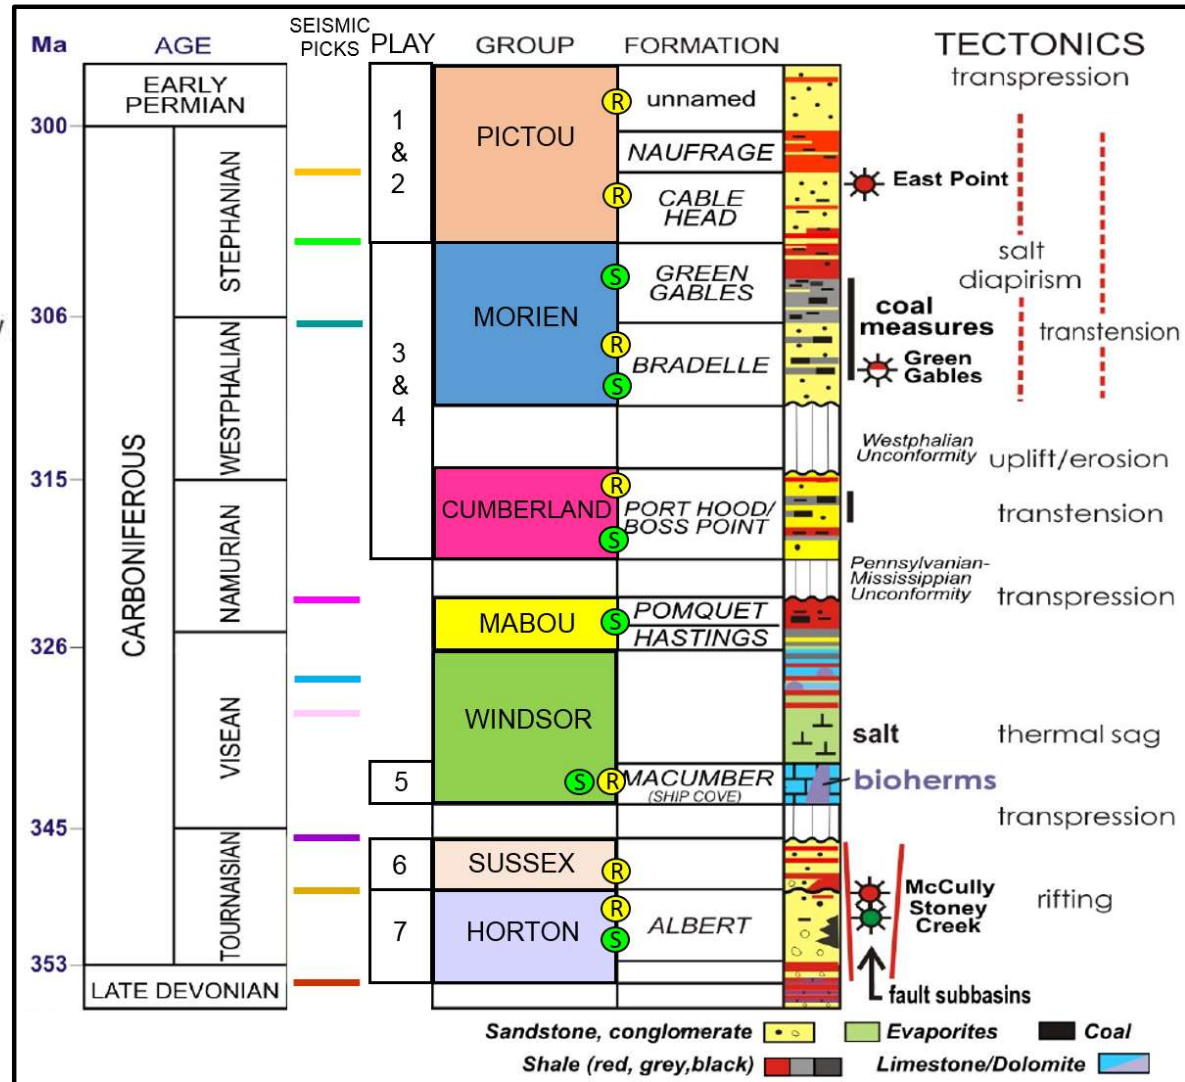 Ma
AGE
SEISMIC
PICKS
PLAY
GROUP
FORMATION
TECTONICS
EARLY
PERMIAN
300
306
315
326
345
353
CARBONIFEROUS
STEPHANIAN
WESTPHALIAN
NAMURIAN
VISEAN
TOURNAISIAN
LATE DEVONIAN
1
&
2
3
&
4
5
6
7
PICTOU
R
R
MORIEN
S
R
S
CUMBERLAND
R
S
MABOU
S
WINDSOR
S R
SUSSEX
R
HORTON
R
S
unnamed
NAUFRAGE
CABLE
HEAD
GREEN
GABLES
BRADELLE
PORT HOOD/
BOSS POINT
POMQUET
HASTINGS
MACUMBER
(SHIP COVE)
ALBERT
East Point
coal
measures
Green
Gables
Westphalian
Unconformity
Pennsylvanian-
Mississippian
Unconformity
salt
bioherms
McCully
Stoney
Creek
fault subbasins
transpression
salt
diapirism
transtension
uplift/erosion
transtension
transpression
thermal sag
transpression
rifting
Sandstone, conglomerate
Evaporites
Coal
Shale (red, grey,black)
Limestone/Dolomite